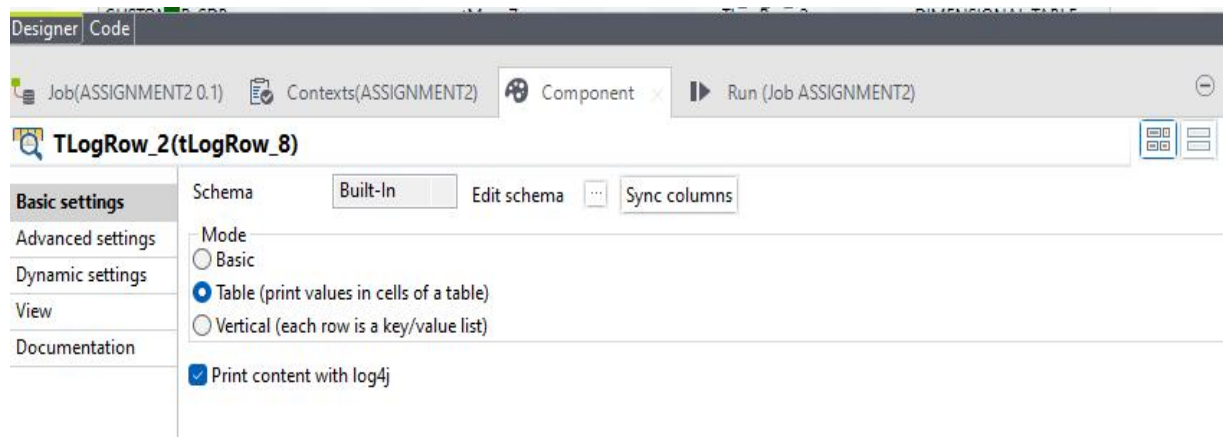 Designer Code
Job(ASSIGNMENT2 0.1) Contexts(ASSIGNMENT2) Component Run (Job ASSIGNMENT2)
TLogRow_2(tLogRow_8)
Basic settings
Advanced settings
Dynamic settings
View
Documentation
Schema Built-In Edit schema ... Sync columns
Mode
Basic
Table (print values in cells of a table)
Vertical (each row is a key/value list)
Print content with log4j